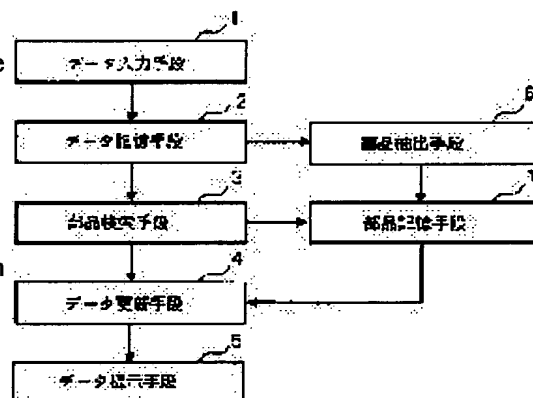 1
データ入力手段
2
データ記憶手段
6
部品抽出手段
3
部品検索手段
7
部品記憶手段
4
データ更新手段
5
データ提示手段